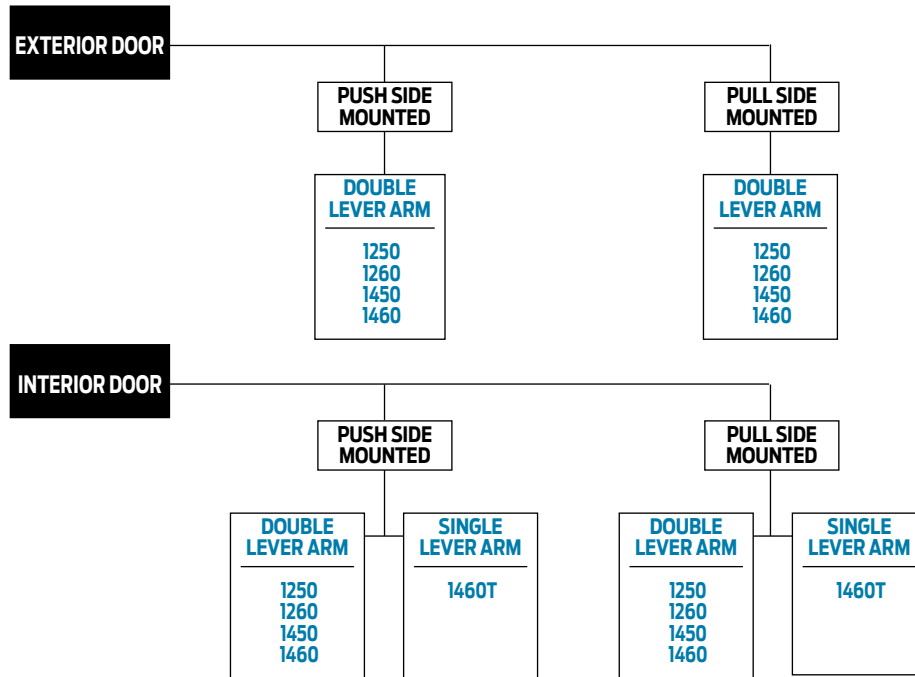 EXTERIOR DOOR
PUSH SIDE
MOUNTED
PULL SIDE
MOUNTED
DOUBLE
LEVER ARM
1250
1260
1450
1460
DOUBLE
LEVER ARM
1250
1260
1450
1460
INTERIOR DOOR
PUSH SIDE
MOUNTED
PULL SIDE
MOUNTED
DOUBLE
LEVER ARM
1250
1260
1450
1460
SINGLE
LEVER ARM
1460T
DOUBLE
LEVER ARM
1250
1260
1450
1460
SINGLE
LEVER ARM
1460T